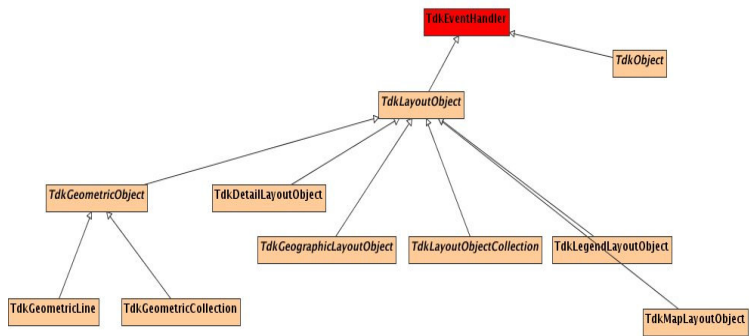 TdkEventHandler
TdkObject
TdkLayoutObject
TdkGeometricObject
TdkDetailLayoutObject
TdkGeographicLayoutObject
TdkLayoutObjectCollection
TdkLegendLayoutObject
TdkGeometricLine
TdkGeometricCollection
TdkMapLayoutObject